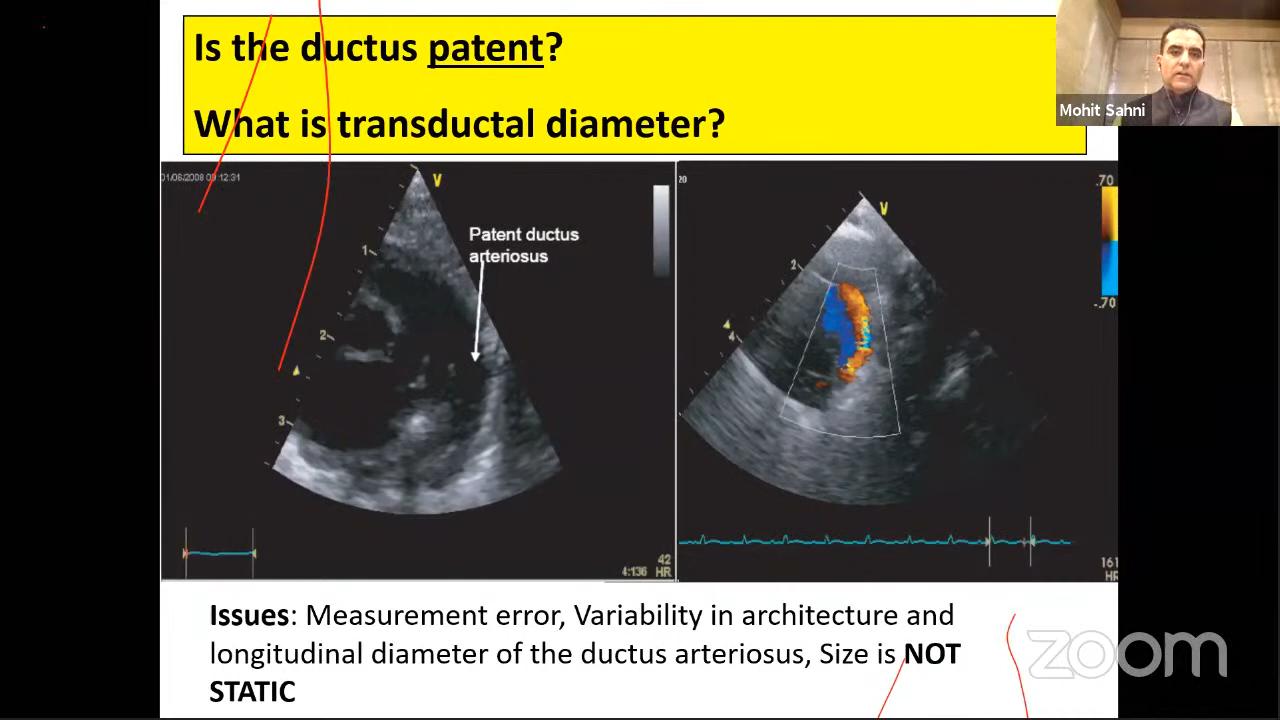 Is the ductus patent?
What is transductal diameter?
Mohit Sahni
01/06/2008 09:12:31
V
1
Patent ductus
arteriosus
2
3
42
4:136 HR
20
V
.70
-.70
2
4
161
HR
Issues: Measurement error, Variability in architecture and
longitudinal diameter of the ductus arteriosus, Size is NOT
STATIC
zoom